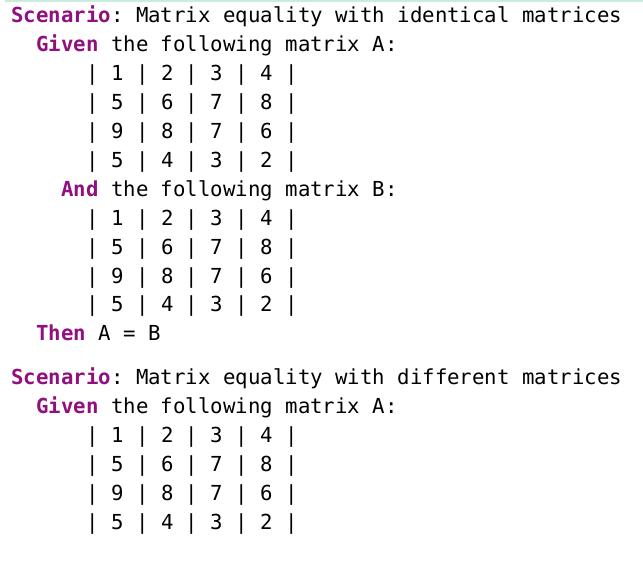 Scenario: Matrix equality with identical matrices
Given the following matrix A:
| 1 | 2 | 3 | 4 |
| 5 | 6 | 7 | 8 |
| 9 | 8 | 7 | 6 |
| 5 | 4 | 3 | 2 |
And the following matrix B:
| 1 | 2 | 3 | 4 |
| 5 | 6 | 7 | 8 |
| 9 | 8 | 7 | 6 |
| 5 | 4 | 3 | 2 |
Then A = B
Scenario: Matrix equality with different matrices
Given the following matrix A:
| 1 | 2 | 3 | 4 |
| 5 | 6 | 7 | 8 |
| 9 | 8 | 7 | 6 |
| 5 | 4 | 3 | 2 |